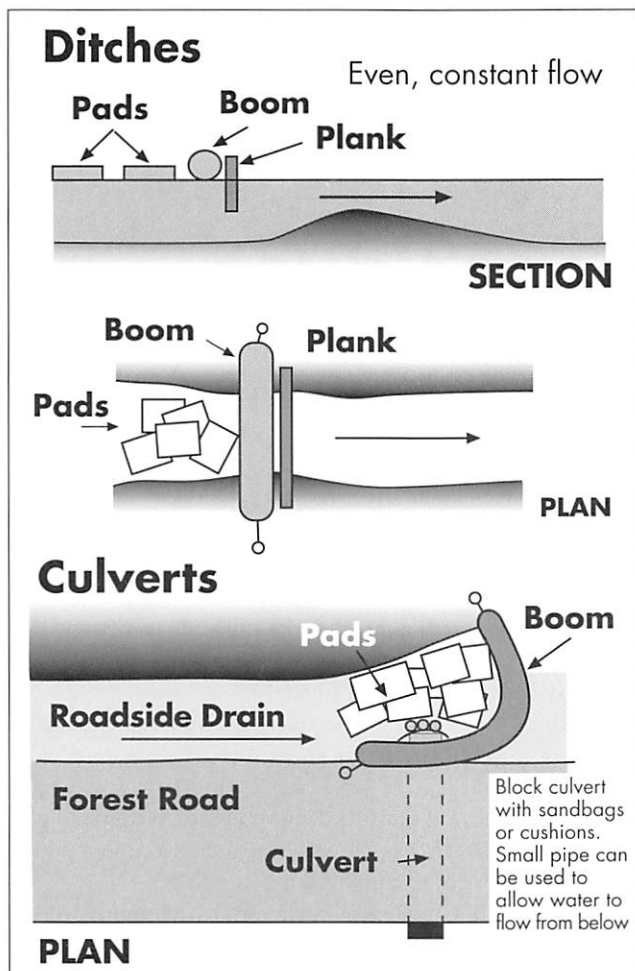 Ditches
Even, constant flow
Pads
Boom
Plank
SECTION
Boom
Plank
Pads
PLAN
Culverts
Pads
Boom
Roadside Drain
Forest Road
Culvert
Block culvert
with sandbags
or cushions.
Small pipe can
be used to
allow water to
flow from below
PLAN